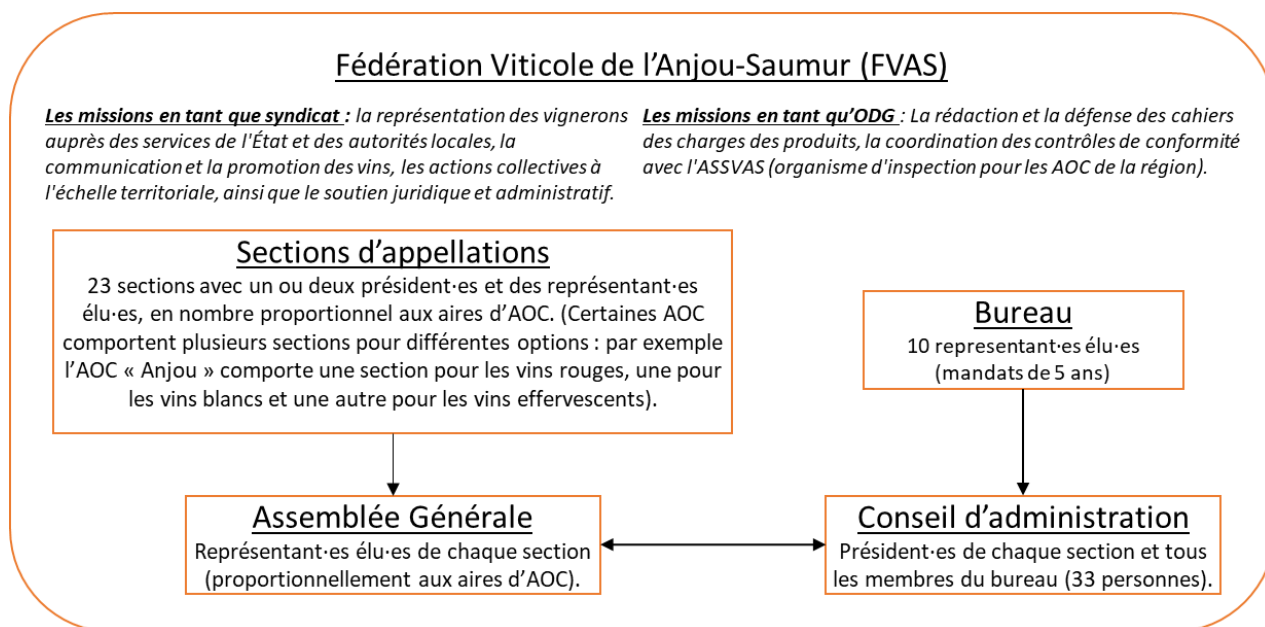 Fédération Viticole de l'Anjou-Saumur (FVAS)
Les missions en tant que syndicat : la représentation des vignerons
auprès des services de l'État et des autorités locales, la
communication et la promotion des vins, les actions collectives à
l'échelle territoriale, ainsi que le soutien juridique et administratif.
Les missions en tant qu'ODG : La rédaction et la défense des cahiers
des charges des produits, la coordination des contrôles de conformité
avec l'ASSVAS (organisme d'inspection pour les AOC de la région).
Sections d'appellations
23 sections avec un ou deux président·es et des représentant·es
élu·es, en nombre proportionnel aux aires d'AOC. (Certaines AOC
comportent plusieurs sections pour différentes options : par exemple
l'AOC « Anjou » comporte une section pour les vins rouges, une pour
les vins blancs et une autre pour les vins effervescents).
Bureau
10 representant·es élu·es
(mandats de 5 ans)
Assemblée Générale
Représentant·es élu·es de chaque section
(proportionnellement aux aires d'AOC).
Conseil d'administration
Président·es de chaque section et tous
les membres du bureau (33 personnes).